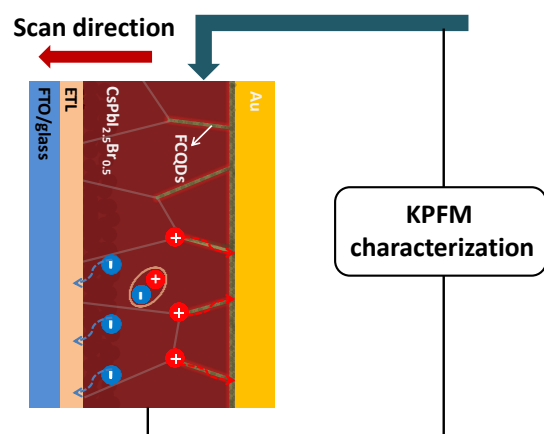 Scan direction
FTO/glass
ETL
CsPbI2.5Br0.5
FCQDs
Au
KPFM
characterization
+
+
+
+
-
-
-
-